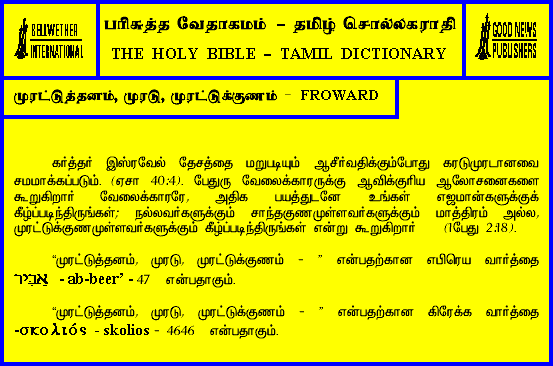 BELLWETHER
INTERNATIONAL
பரிசுத்த வேதாகமம் – தமிழ் சொல்லகராதி
THE HOLY BIBLE – TAMIL DICTIONARY
GOOD NEWS
PUBLISHERS
முரட்டுத்தனம், முரடு, முரட்டுக்குணம் – FROWARD
கர்த்தர் இஸ்ரவேல் தேசத்தை மறுபடியும் ஆசீர்வதிக்கும்போது கரடுமுரடானவை
சமமாக்கப்படும். (ஏசா 40:4). பேதுரு வேலைக்காரருக்கு ஆவிக்குரிய ஆலோசனைகளை
கூறுகிறார் வேலைக்காரரே, அதிக பயத்துடனே உங்கள் எஜமான்களுக்குக்
கீழ்ப்படிந்திருங்கள்; நல்லவர்களுக்கும் சாந்தகுணமுள்ளவர்களுக்கும் மாத்திரம் அல்ல,
முரட்டுக்குணமுள்ளவர்களுக்கும் கீழ்ப்படிந்திருங்கள் என்று கூறுகிறார் (1பேது 2:18).
“முரட்டுத்தனம், முரடு, முரட்டுக்குணம் – ” என்பதற்கான எபிரெய வார்த்தை
אַבִּיר - ab-beer’ - 47 என்பதாகும்.
“முரட்டுத்தனம், முரடு, முரட்டுக்குணம் – ” என்பதற்கான கிரேக்க வார்த்தை
-σκολιός - skolios - 4646 என்பதாகும்.